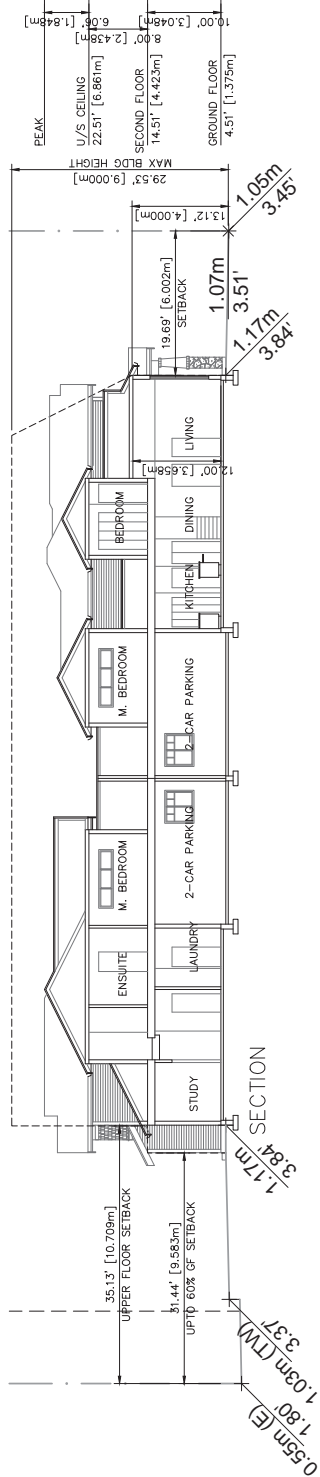 PEAK
6.06' [1.848m]
U/S CEILING
22.51' [6.861m]
8.00' [2.438m]
SECOND FLOOR
14.51' [4.423m]
10.00' [3.048m]
GROUND FLOOR
4.51' [1.375m]
29.53' [9.000m]
MAX BLDG HEIGHT
13.12' [4.000m]
1.05m
3.45'
1.07m
3.51'
1.17m
3.84'
19.69' [6.002m]
SETBACK
12.00' [3.658m]
LIVING
DINING
KITCHEN
BEDROOM
M. BEDROOM
2-CAR PARKING
M. BEDROOM
2-CAR PARKING
ENSUITE
LAUNDRY
STUDY
SECTION
1.17m
3.84'
35.13' [10.709m]
UPPER FLOOR SETBACK
31.44' [9.583m]
UPTO 60% GF SETBACK
1.03m (TW)
3.37'
0.55m (E)
1.80'